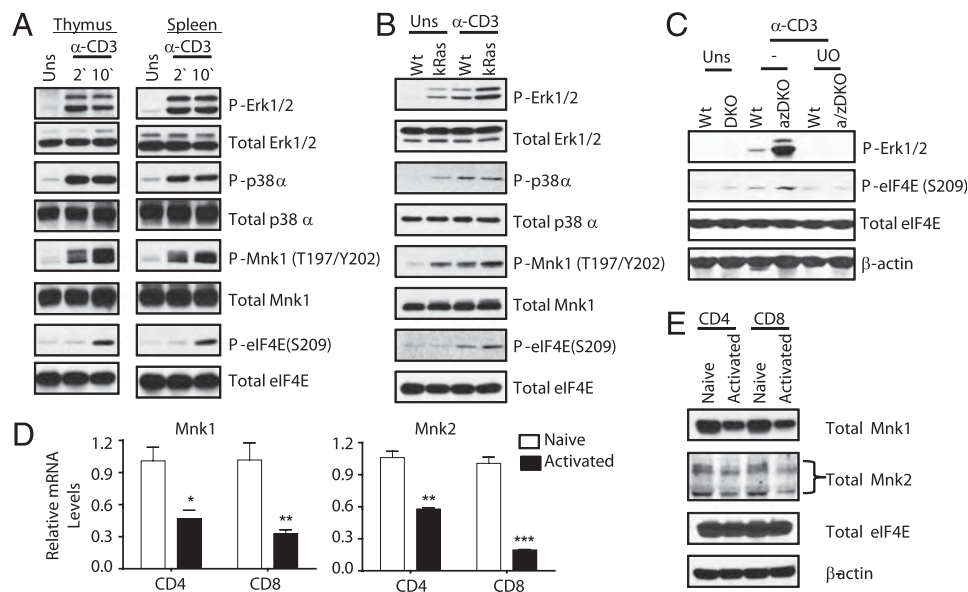 A
Thymus Spleen
α-CD3 α-CD3
Uns 2` 10` Uns 2` 10`
P-Erk1/2
Total Erk1/2
P-p38α
Total p38 α
P-Mnk1 (T197/Y202)
Total Mnk1
P-eIF4E(S209)
Total eIF4E
B
Uns α-CD3
Wt kRas Wt kRas
P-Erk1/2
Total Erk1/2
P-p38α
Total p38 α
P-Mnk1 (T197/Y202)
Total Mnk1
P-eIF4E(S209)
Total eIF4E
C
α-CD3
Uns - UO
Wt DKO Wt azDKO Wt a/zDKO
P-Erk1/2
P-eIF4E (S209)
Total eIF4E
β-actin
D
Mnk1 Mnk2
Relative mRNA
Levels
1.2
0.9
0.6
0.3
0.0
* **
CD4 CD8
1.2
0.9
0.6
0.3
0.0
** ***
CD4 CD8
Naive
Activated
E
CD4 CD8
Naive Activated Naive Activated
Total Mnk1
Total Mnk2
Total eIF4E
β-actin